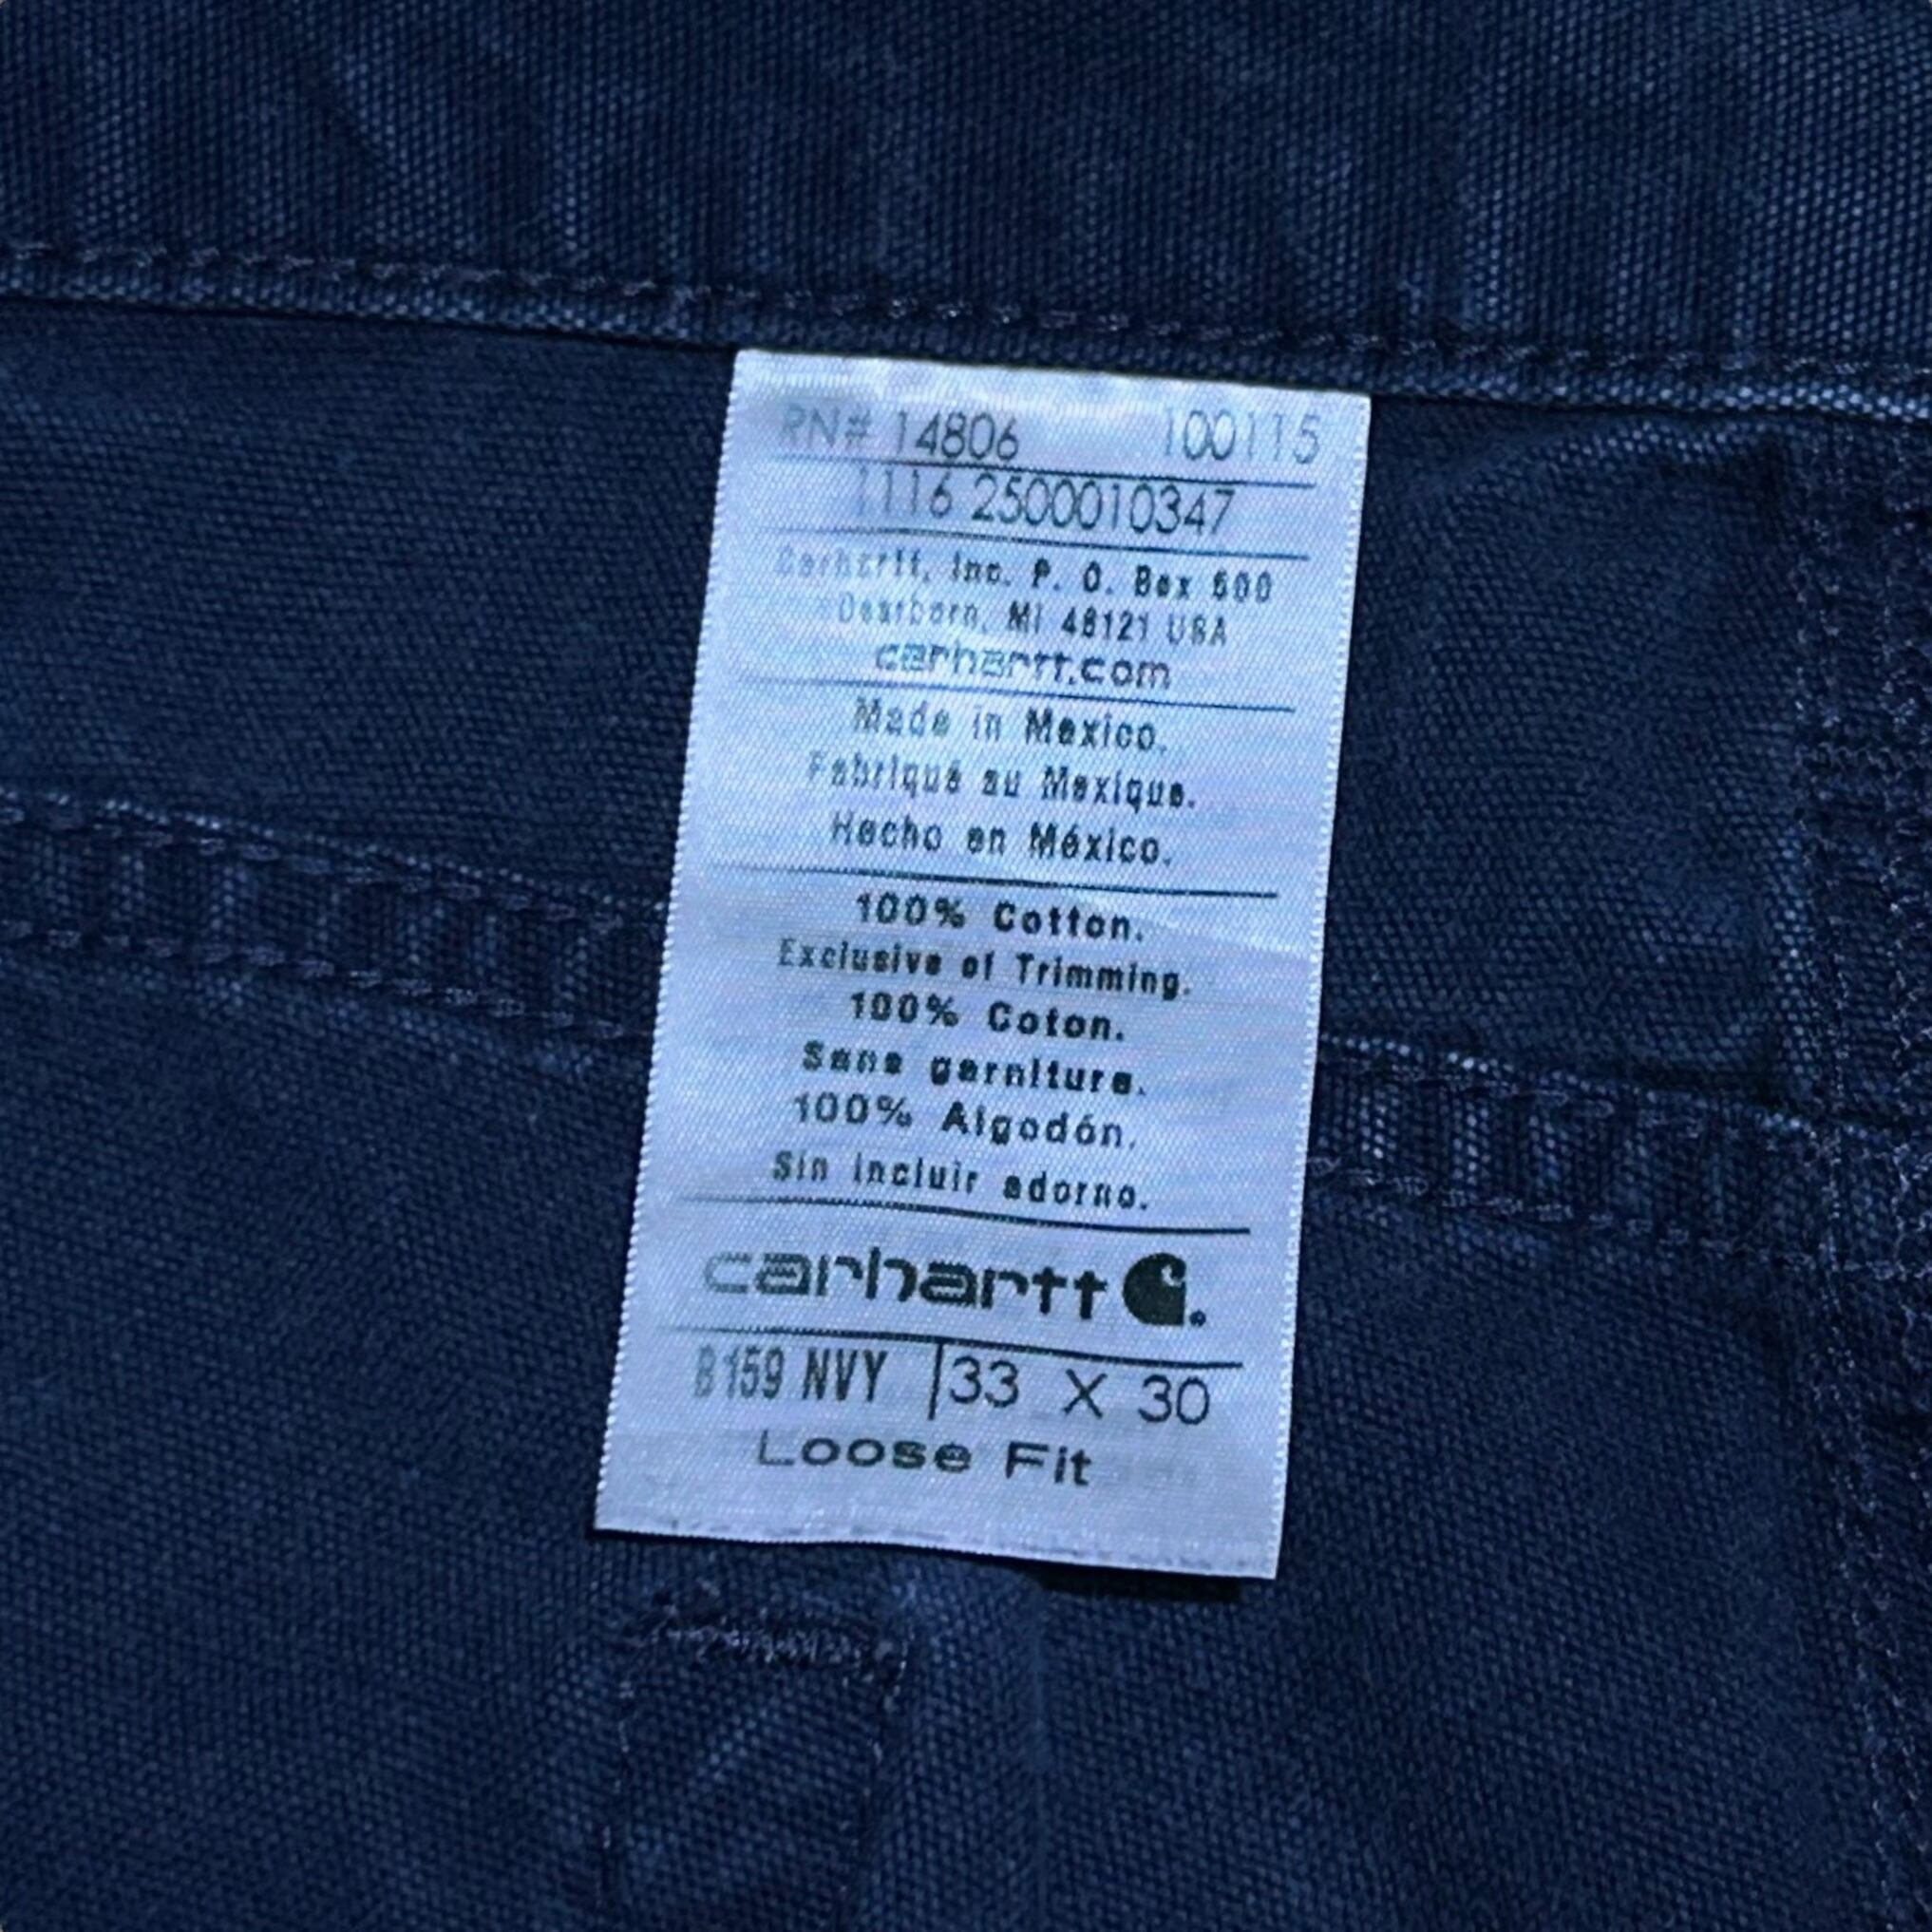 RN# 14806 100115
1116 2500010347
Carhartt, Inc. P. O. Box 600
Dearborn, MI 48121 USA
carhartt.com
Made in Mexico.
Fabriqué au Mexique.
Hecho en México.
100% Cotton.
Exclusive of Trimming.
100% Coton.
Sans garniture.
100% Algodón.
Sin incluir adorno.
carhartt
B159 NVY 33 X 30
Loose Fit